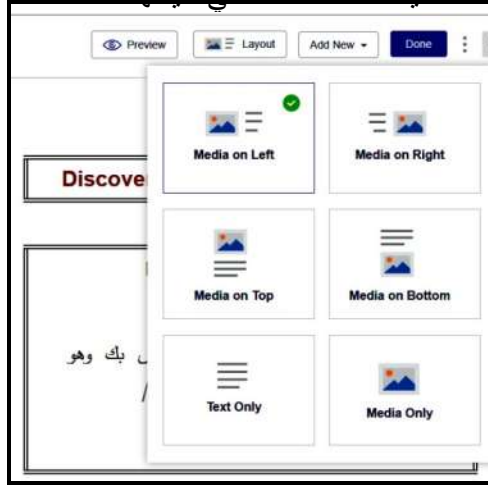 Preview Layout Add New Done
Media on Left Media on Right
Discove
Media on Top Media on Bottom
بك وهو
/
Text Only Media Only